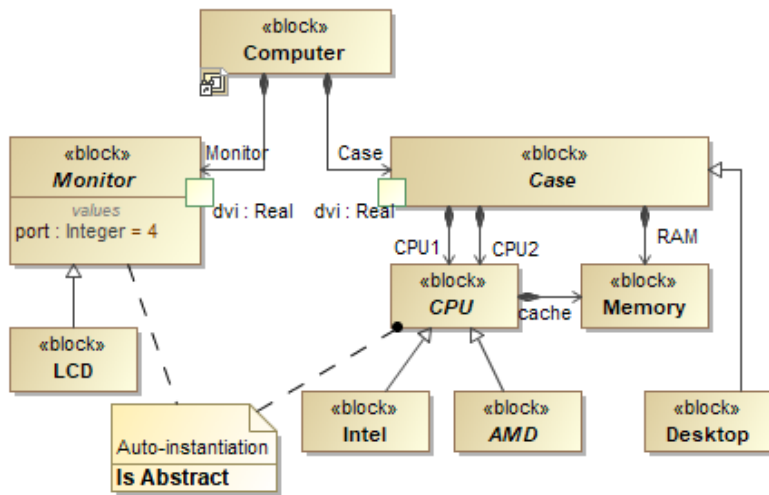 «block»
Computer
«block»
Monitor
values
port : Integer = 4
Monitor
dvi : Real
Case
dvi : Real
«block»
Case
CPU1
CPU2
RAM
«block»
CPU
cache
«block»
Memory
«block»
LCD
Auto-instantiation
Is Abstract
«block»
Intel
«block»
AMD
«block»
Desktop